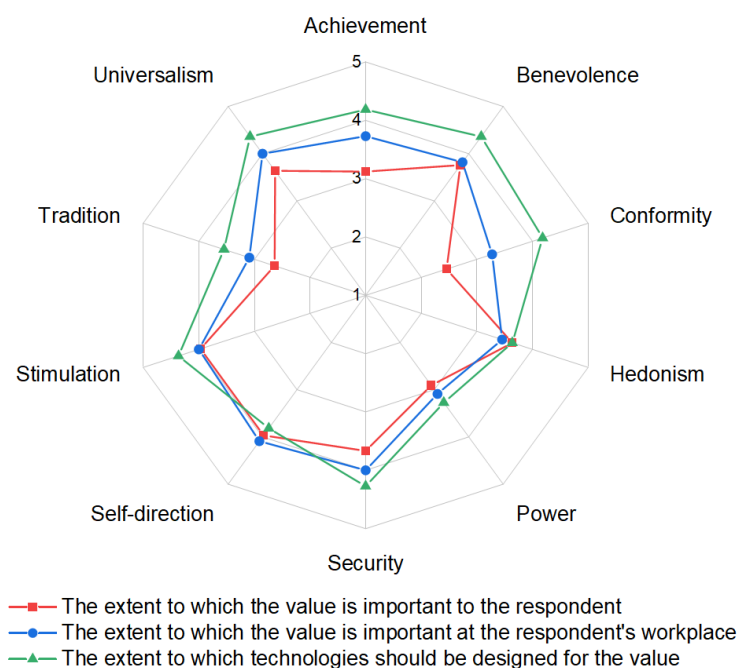 Achievement
Universalism
Benevolence
5
4
3
2
1
Tradition
Conformity
Stimulation
Hedonism
Self-direction
Power
Security
The extent to which the value is important to the respondent
The extent to which the value is important at the respondent's workplace
The extent to which technologies should be designed for the value